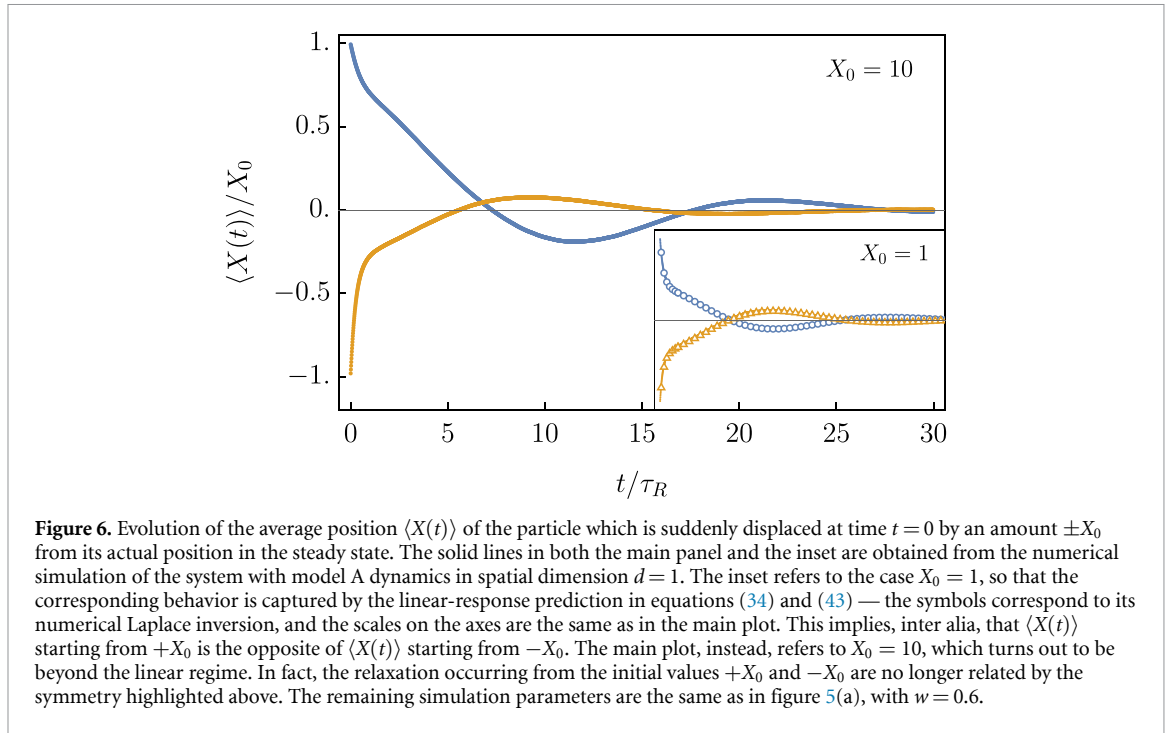 1.
X₀ = 10
0.5
⟨X(t)⟩/X₀
0.
X₀ = 1
−0.5
−1.
0 5 10 15 20 25 30
t/τ_R
Figure 6. Evolution of the average position ⟨X(t)⟩ of the particle which is suddenly displaced at time t = 0 by an amount ±X₀
from its actual position in the steady state. The solid lines in both the main panel and the inset are obtained from the numerical
simulation of the system with model A dynamics in spatial dimension d = 1. The inset refers to the case X₀ = 1, so that the
corresponding behavior is captured by the linear-response prediction in equations (34) and (43) — the symbols correspond to its
numerical Laplace inversion, and the scales on the axes are the same as in the main plot. This implies, inter alia, that ⟨X(t)⟩
starting from +X₀ is the opposite of ⟨X(t)⟩ starting from −X₀. The main plot, instead, refers to X₀ = 10, which turns out to be
beyond the linear regime. In fact, the relaxation occurring from the initial values +X₀ and −X₀ are no longer related by the
symmetry highlighted above. The remaining simulation parameters are the same as in figure 5(a), with w = 0.6.